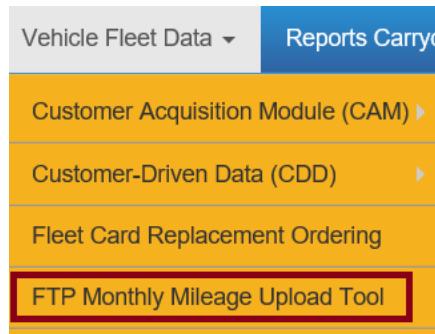 Vehicle Fleet Data Reports
Customer Acquisition Module (CAM)
Customer-Driven Data (CDD)
Fleet Card Replacement Ordering
FTP Monthly Mileage Upload Tool